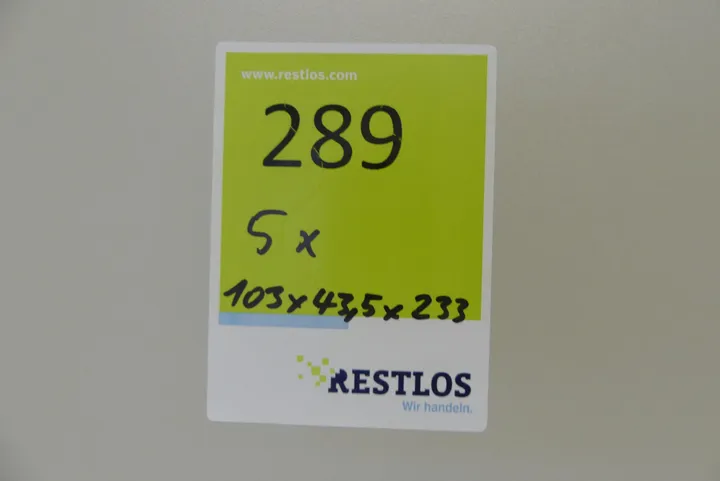 www.restlos.com
289
5 x
103 x 43,5 x 233
RESTLOS
Wir handeln.